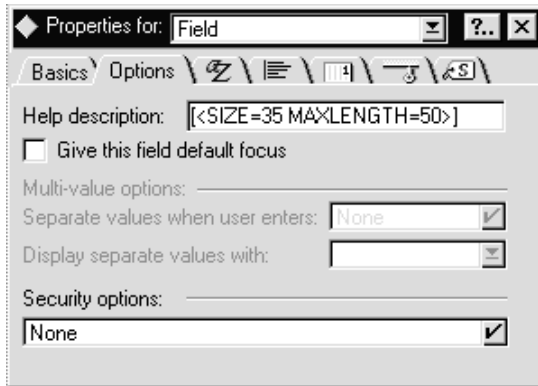 Properties for: Field ?..
Basics Options
Help description: [<SIZE=35 MAXLENGTH=50>]
Give this field default focus
Multi-value options:
Separate values when user enters: None
Display separate values with:
Security options:
None